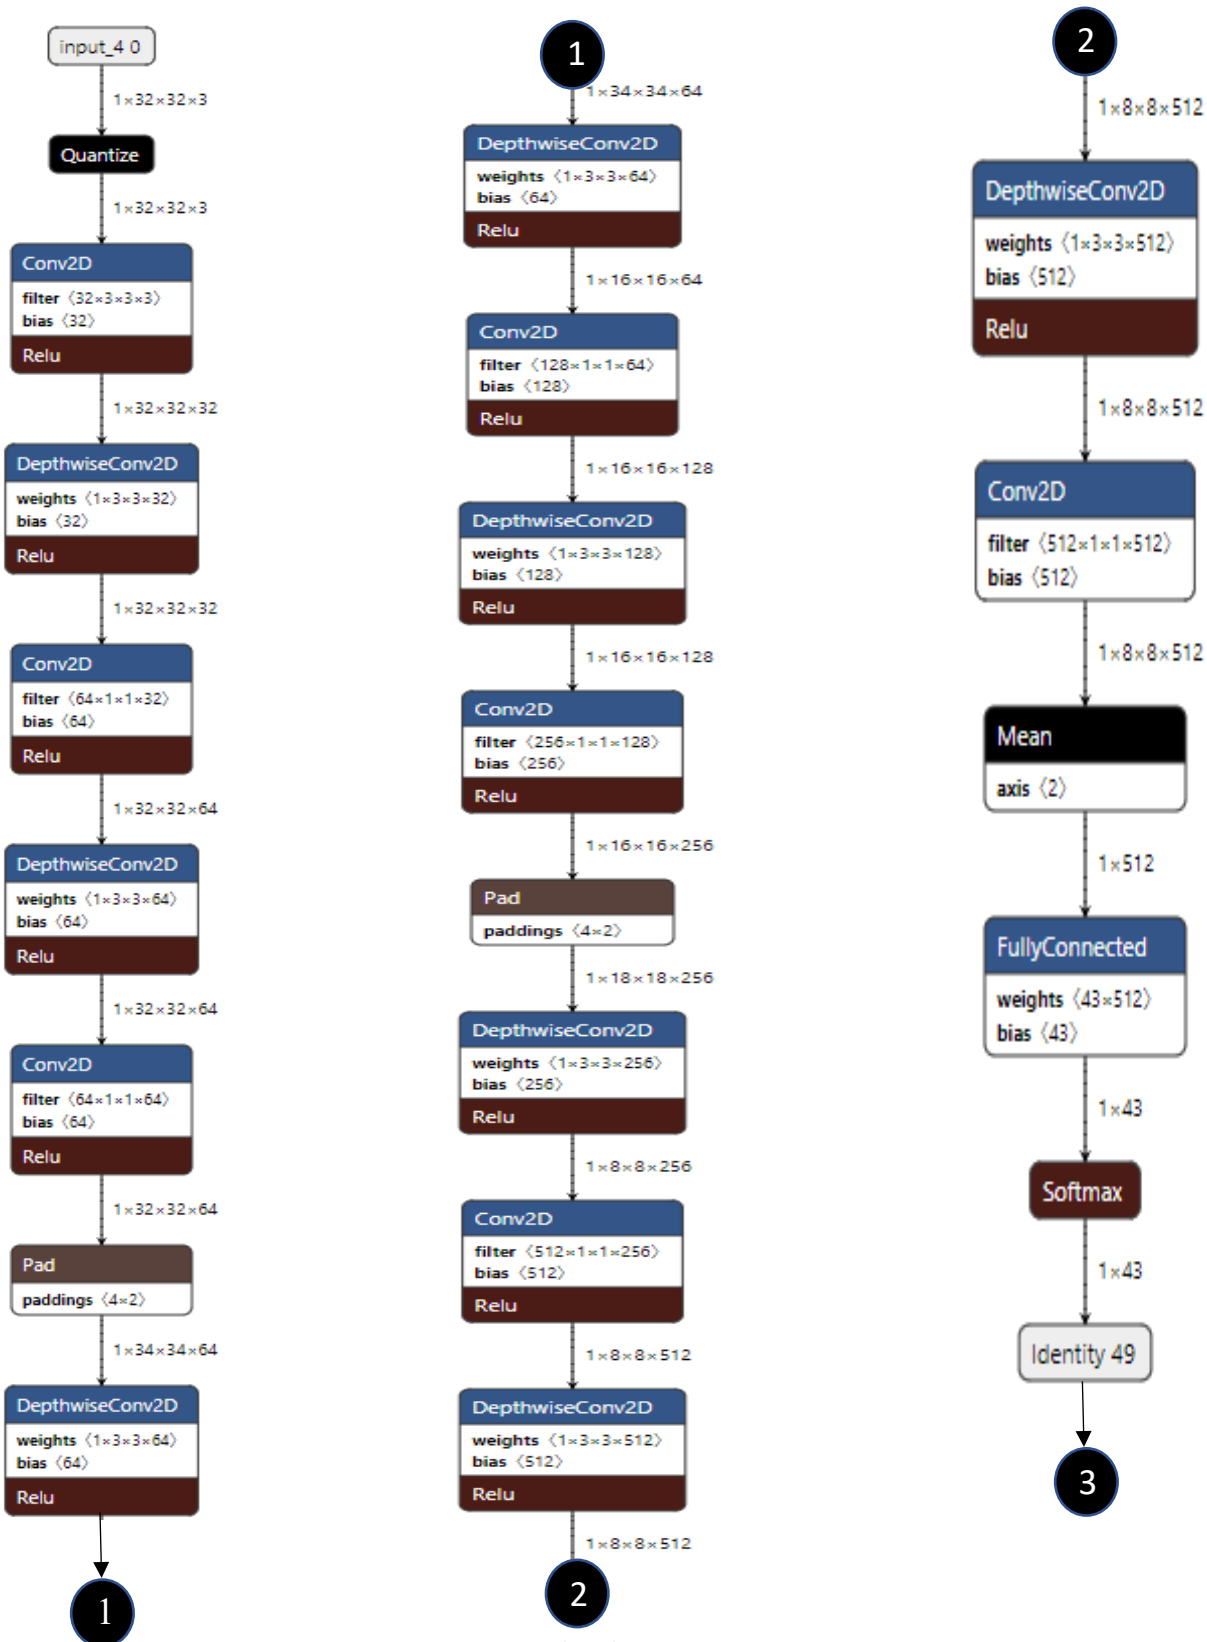 input_4 0
1×32×32×3
Quantize
1×32×32×3
Conv2D
filter ⟨32×3×3×3⟩
bias ⟨32⟩
Relu
1×32×32×32
DepthwiseConv2D
weights ⟨1×3×3×32⟩
bias ⟨32⟩
Relu
1×32×32×32
Conv2D
filter ⟨64×1×1×32⟩
bias ⟨64⟩
Relu
1×32×32×64
DepthwiseConv2D
weights ⟨1×3×3×64⟩
bias ⟨64⟩
Relu
1×32×32×64
Conv2D
filter ⟨64×1×1×64⟩
bias ⟨64⟩
Relu
1×32×32×64
Pad
paddings ⟨4×2⟩
1×34×34×64
DepthwiseConv2D
weights ⟨1×3×3×64⟩
bias ⟨64⟩
Relu
1
1
1×34×34×64
DepthwiseConv2D
weights ⟨1×3×3×64⟩
bias ⟨64⟩
Relu
1×16×16×64
Conv2D
filter ⟨128×1×1×64⟩
bias ⟨128⟩
Relu
1×16×16×128
DepthwiseConv2D
weights ⟨1×3×3×128⟩
bias ⟨128⟩
Relu
1×16×16×128
Conv2D
filter ⟨256×1×1×128⟩
bias ⟨256⟩
Relu
1×16×16×256
Pad
paddings ⟨4×2⟩
1×18×18×256
DepthwiseConv2D
weights ⟨1×3×3×256⟩
bias ⟨256⟩
Relu
1×8×8×256
Conv2D
filter ⟨512×1×1×256⟩
bias ⟨512⟩
Relu
1×8×8×512
DepthwiseConv2D
weights ⟨1×3×3×512⟩
bias ⟨512⟩
Relu
1×8×8×512
2
2
1×8×8×512
DepthwiseConv2D
weights ⟨1×3×3×512⟩
bias ⟨512⟩
Relu
1×8×8×512
Conv2D
filter ⟨512×1×1×512⟩
bias ⟨512⟩
1×8×8×512
Mean
axis ⟨2⟩
1×512
FullyConnected
weights ⟨43×512⟩
bias ⟨43⟩
1×43
Softmax
1×43
Identity 49
3